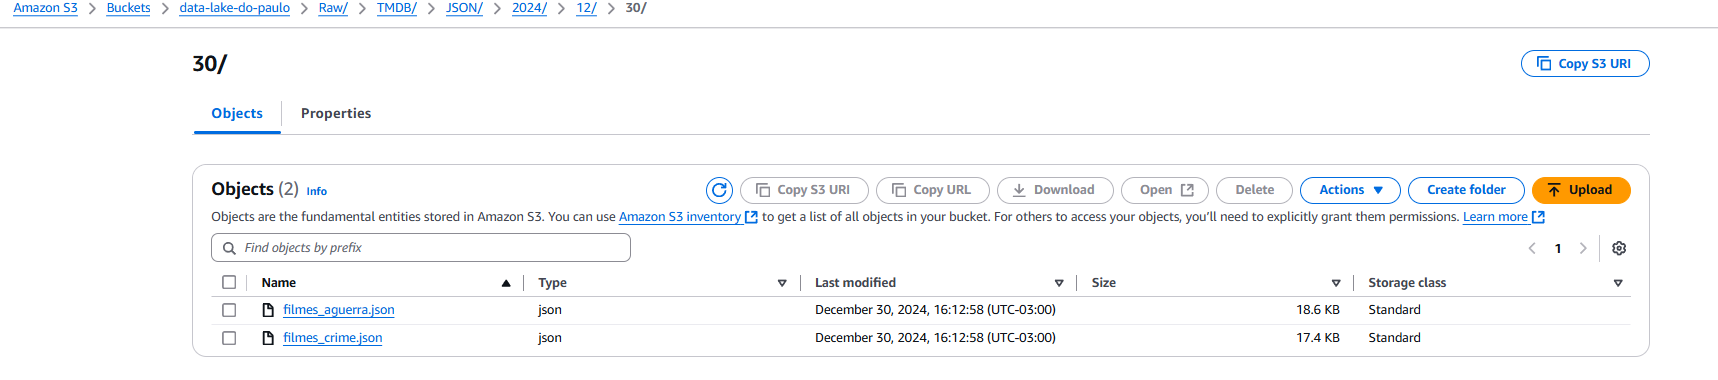 Amazon S3 > Buckets > data-lake-do-paulo > Raw/ > TMDB/ > JSON/ > 2024/ > 12/ > 30/
30/
Copy S3 URI
Objects Properties
Objects (2) Info
Copy S3 URI Copy URL Download Open Delete Actions Create folder Upload
Objects are the fundamental entities stored in Amazon S3. You can use Amazon S3 inventory to get a list of all objects in your bucket. For others to access your objects, you'll need to explicitly grant them permissions. Learn more
Find objects by prefix
1
Name Type Last modified Size Storage class
filmes_aguerra.json json December 30, 2024, 16:12:58 (UTC-03:00) 18.6 KB Standard
filmes_crime.json json December 30, 2024, 16:12:58 (UTC-03:00) 17.4 KB Standard